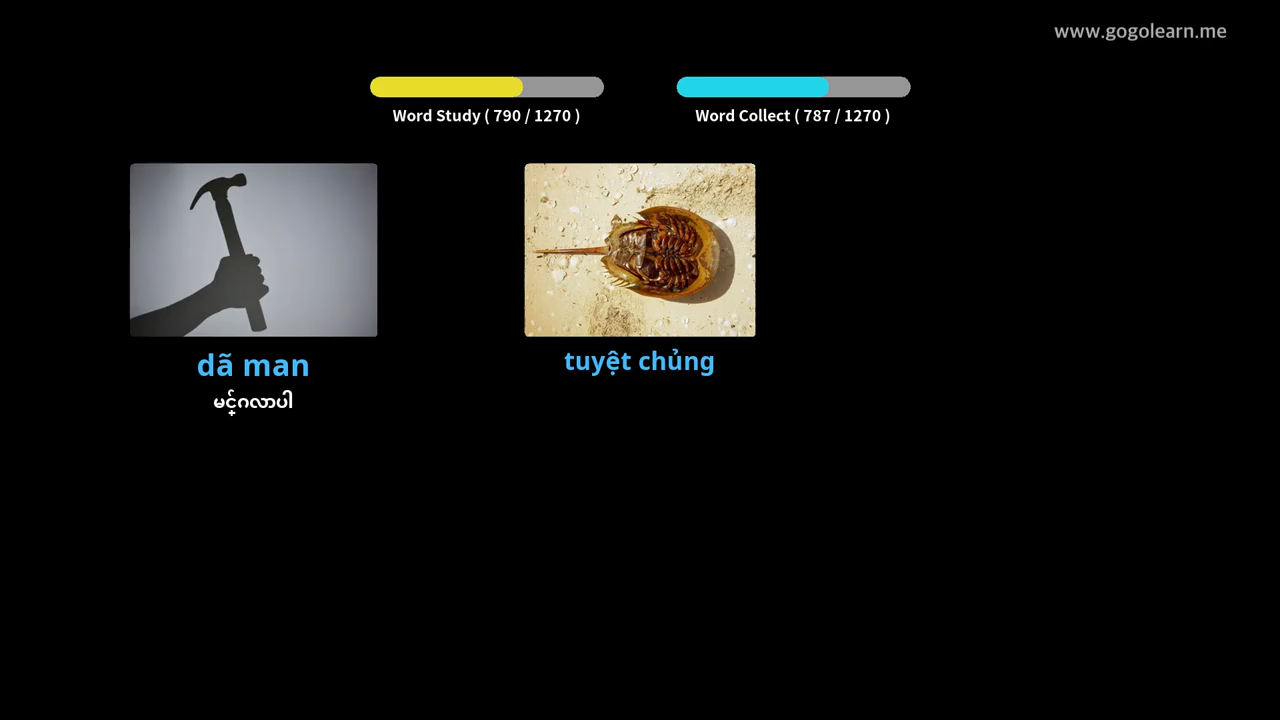 www.gogolearn.me
Word Study ( 790 / 1270 )
Word Collect ( 787 / 1270 )
dã man
tuyệt chủng
မင်္ဂလာပါ